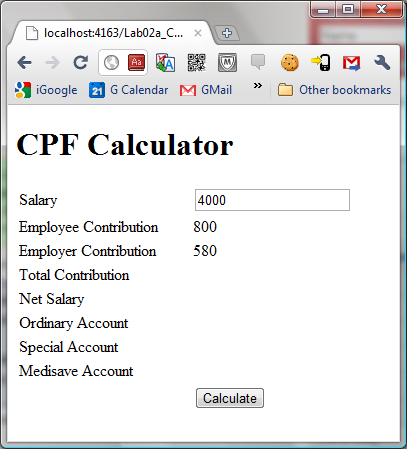 localhost:4163/Lab02a_C...
iGoogle 21 G Calendar GMail » Other bookmarks
CPF Calculator
Salary 4000
Employee Contribution 800
Employer Contribution 580
Total Contribution
Net Salary
Ordinary Account
Special Account
Medisave Account
Calculate